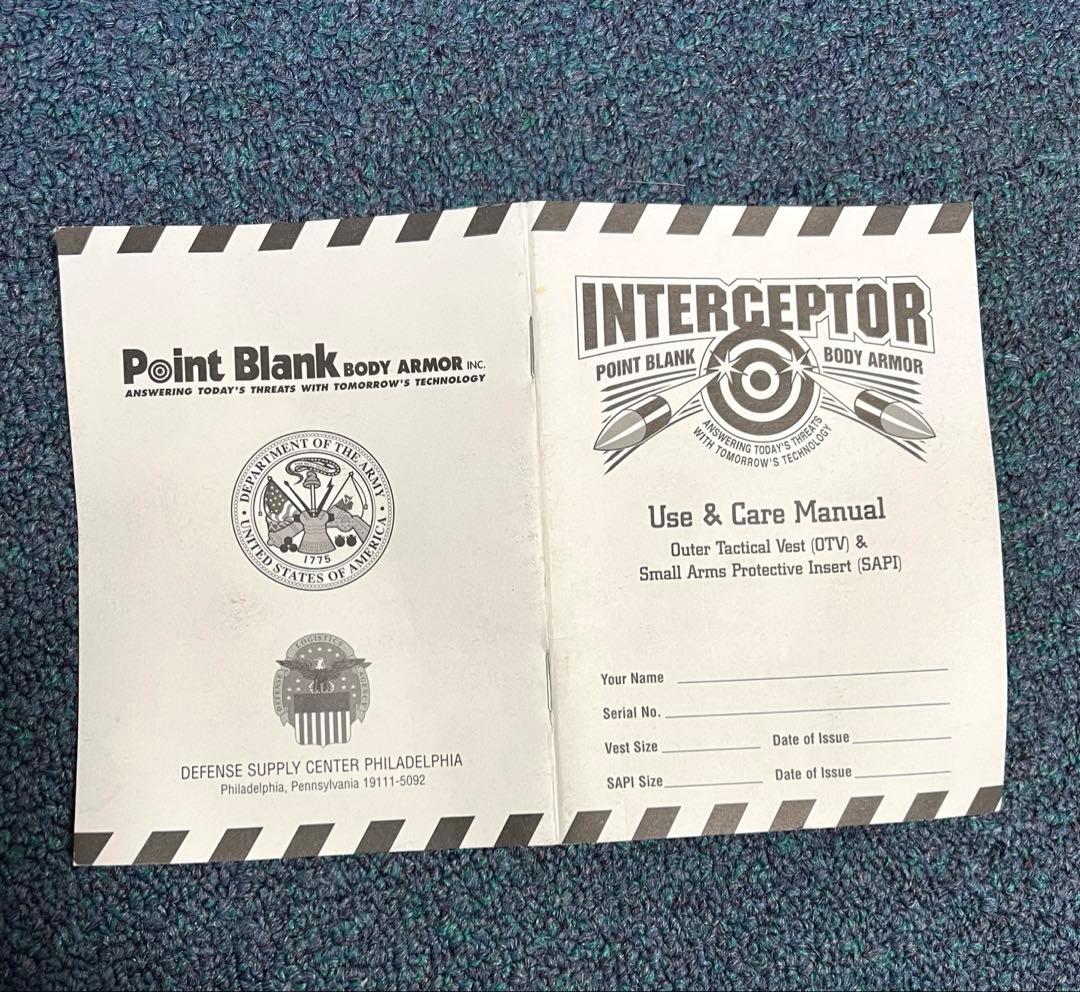 Point Blank BODY ARMOR INC.
ANSWERING TODAY'S THREATS WITH TOMORROW'S TECHNOLOGY
DEPARTMENT OF THE ARMY
UNITED STATES OF AMERICA
1775
LOGISTICS
DEFENSE
AGENCY
DEFENSE SUPPLY CENTER PHILADELPHIA
Philadelphia, Pennsylvania 19111-5092
INTERCEPTOR
POINT BLANK BODY ARMOR
ANSWERING TODAY'S THREATS
WITH TOMORROW'S TECHNOLOGY
Use & Care Manual
Outer Tactical Vest (OTV) &
Small Arms Protective Insert (SAPI)
Your Name
Serial No.
Vest Size Date of Issue
SAPI Size Date of Issue